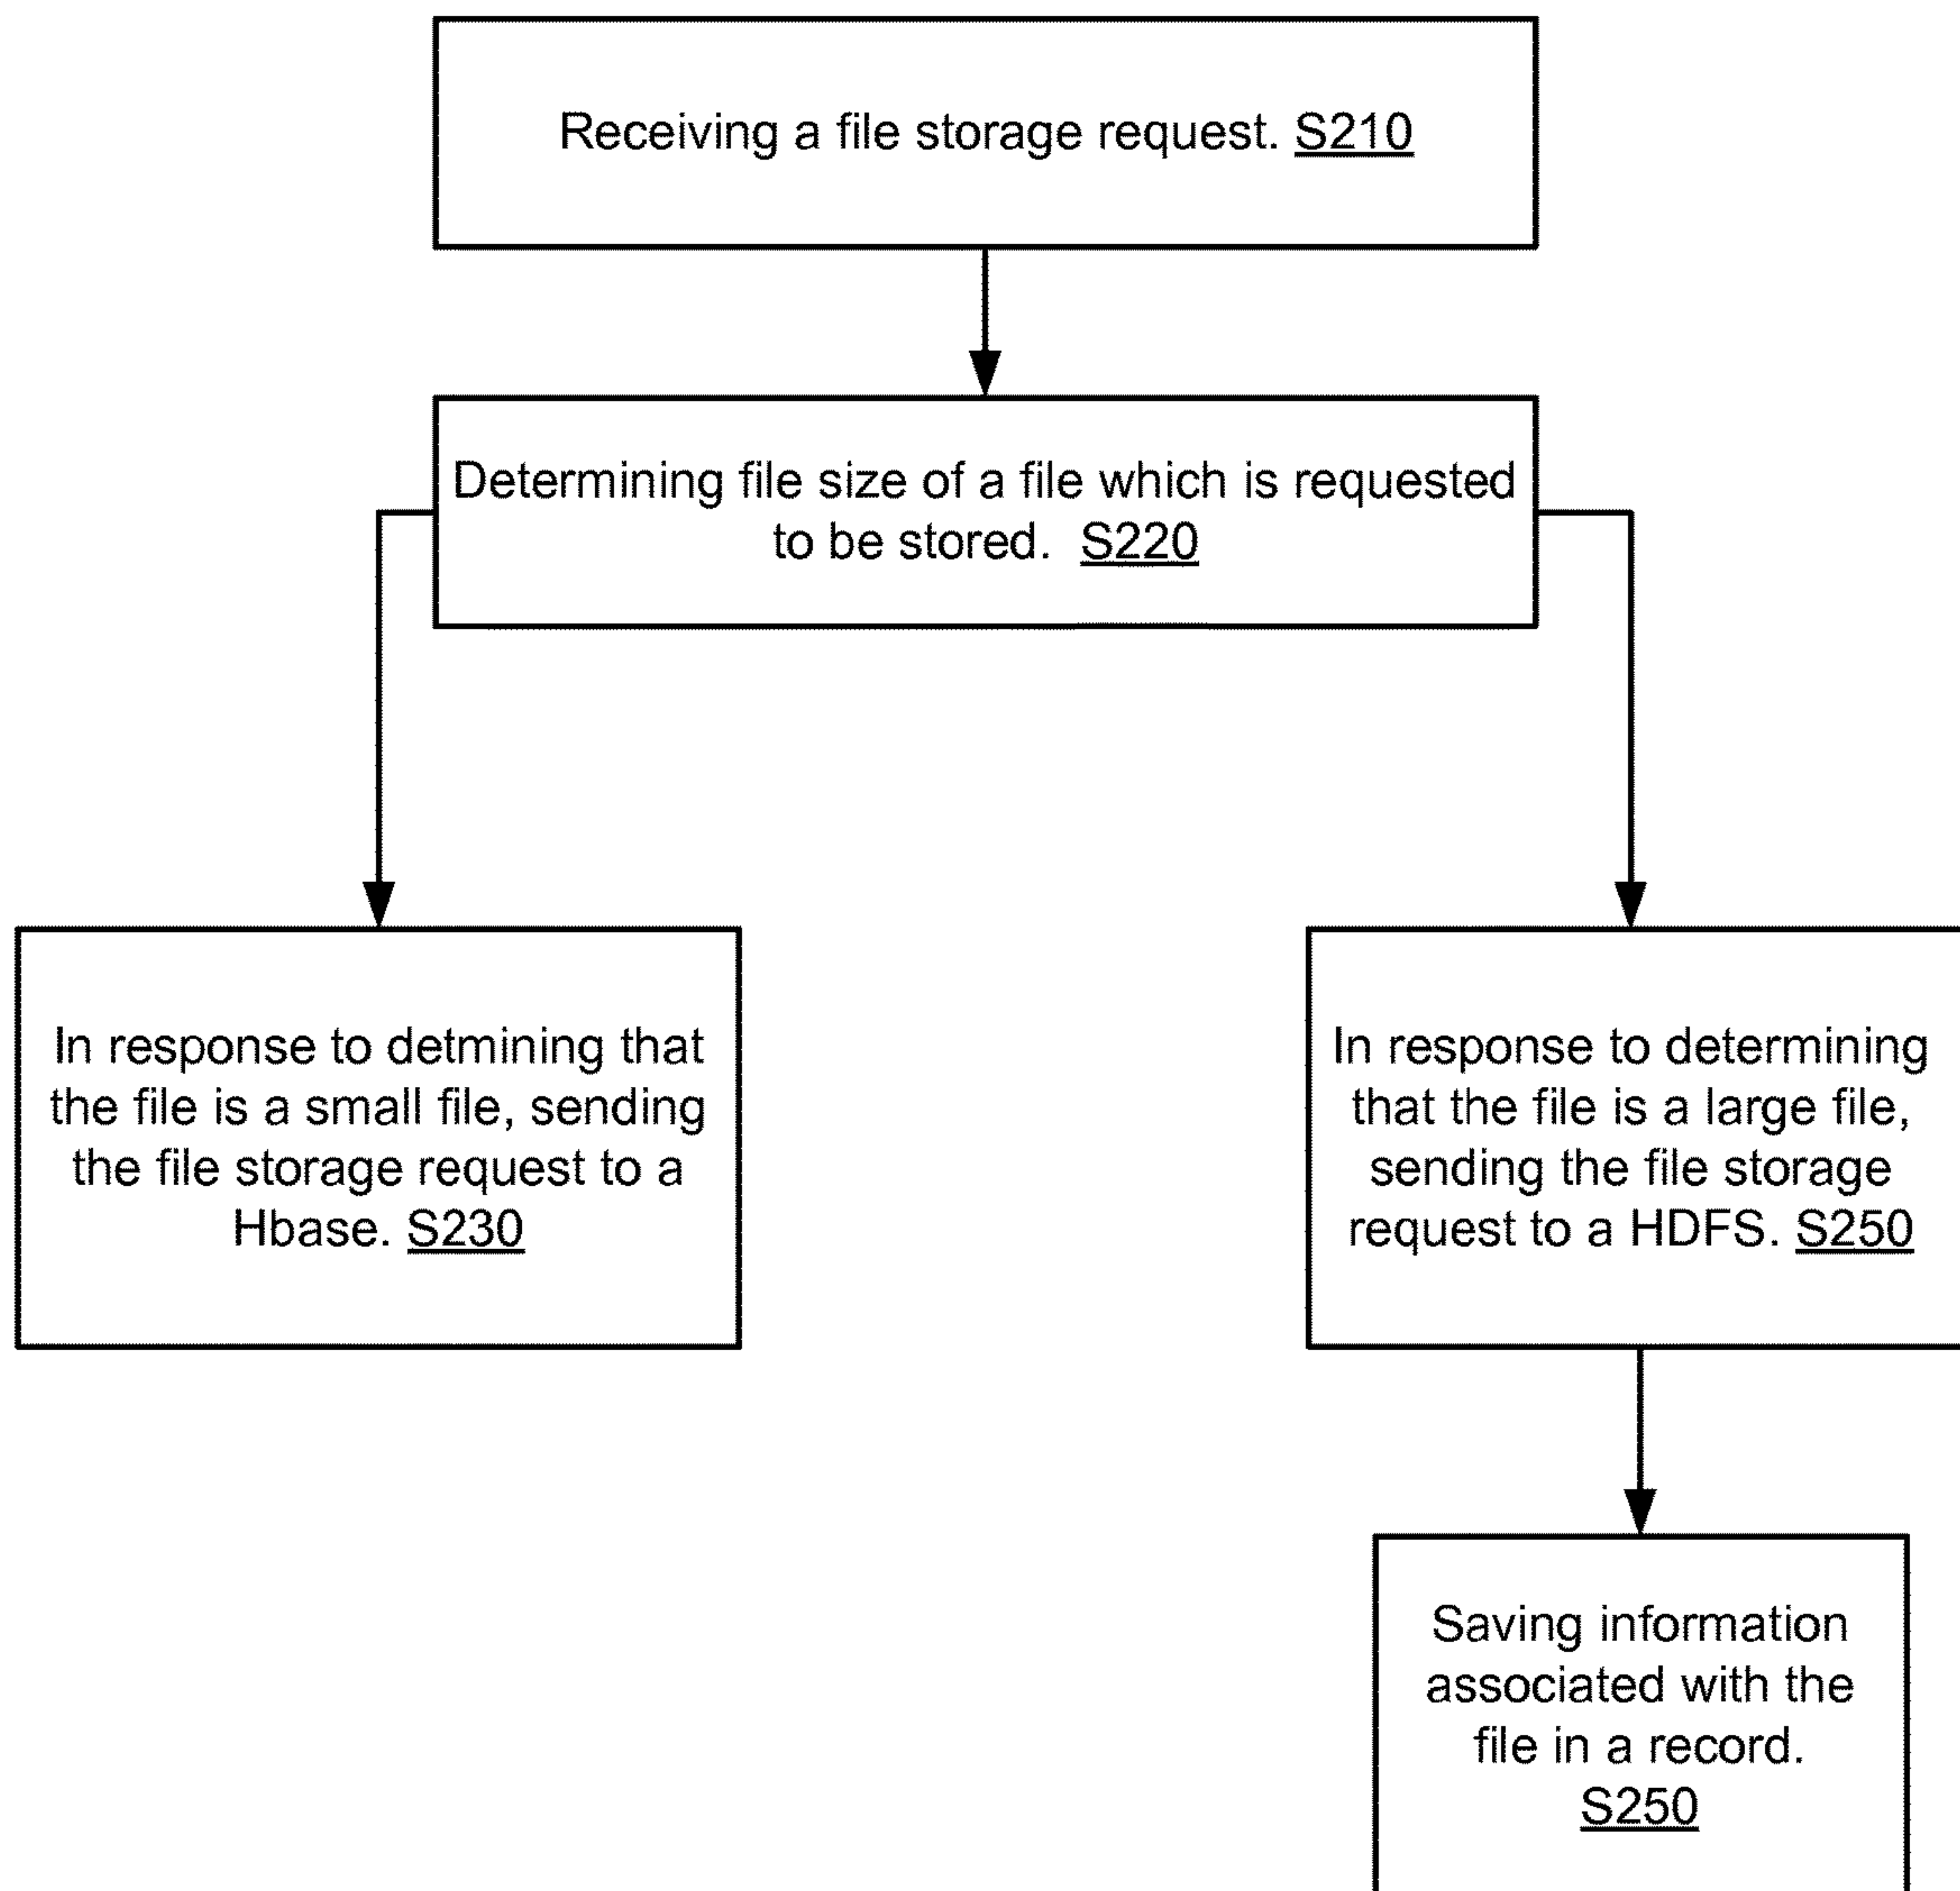 Receiving a file storage request. S210
Determining file size of a file which is requested
to be stored. S220
In response to detmining that
the file is a small file, sending
the file storage request to a
Hbase. S230
In response to determining
that the file is a large file,
sending the file storage
request to a HDFS. S250
Saving information
associated with the
file in a record.
S250